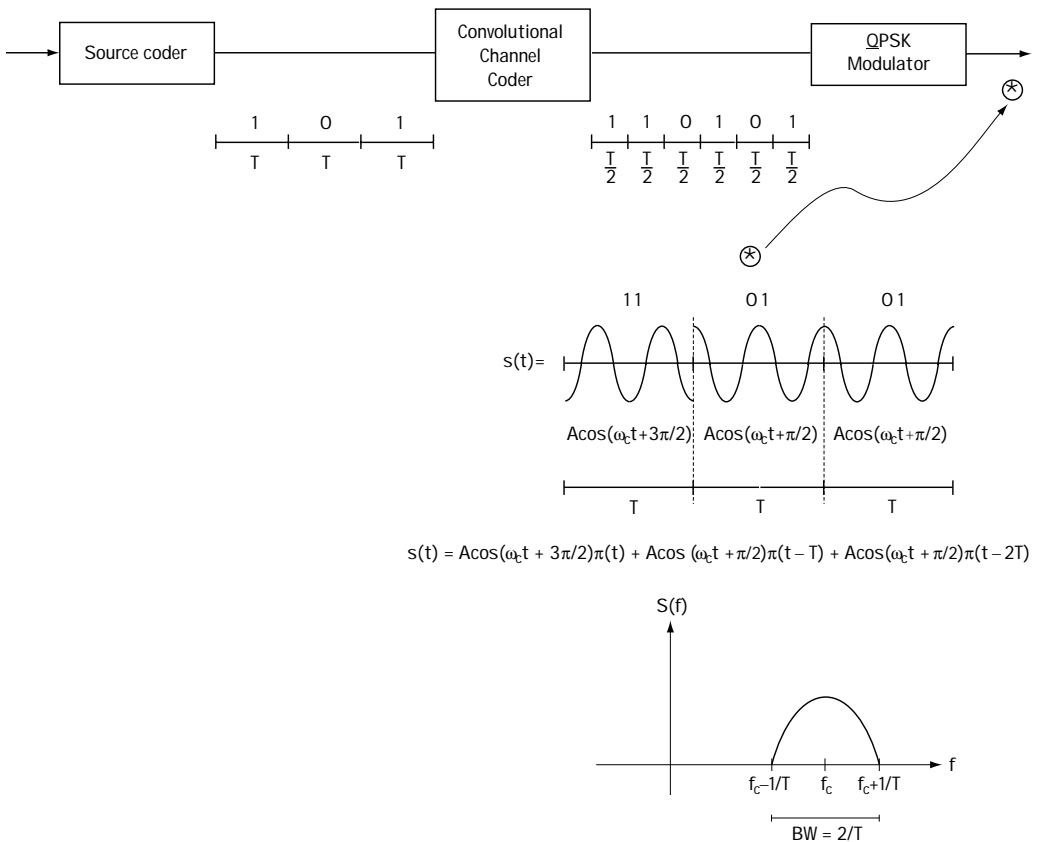 Source coder
Convolutional
Channel
Coder
QPSK
Modulator
1 0 1
T T T
1 1 0 1 0 1
T/2 T/2 T/2 T/2 T/2 T/2
11 01 01
s(t)=
Acos(ωct+3π/2) Acos(ωct+π/2) Acos(ωct+π/2)
T T T
s(t) = Acos(ωct + 3π/2)π(t) + Acos (ωct +π/2)π(t – T) + Acos(ωct + π/2)π(t – 2T)
S(f)
f
fc–1/T fc fc+1/T
BW = 2/T